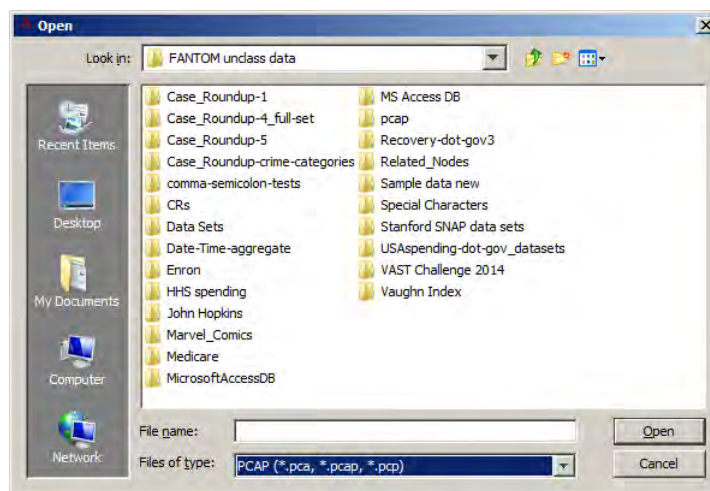 Open
Look in: FANTOM unclass data
Recent Items
Desktop
My Documents
Computer
Network
Case_Roundup-1
Case_Roundup-4_full-set
Case_Roundup-5
Case_Roundup-crime-categories
comma-semicolon-tests
CRs
Data Sets
Date-Time-aggregate
Enron
HHS spending
John Hopkins
Marvel_Comics
Medicare
MicrosoftAccessDB
MS Access DB
pcap
Recovery-dot-gov3
Related_Nodes
Sample data new
Special Characters
Stanford SNAP data sets
USAspending-dot-gov_datasets
VAST Challenge 2014
Vaughn Index
File name:
Open
Files of type: PCAP (*.pca, *.pcap, *.pcp)
Cancel